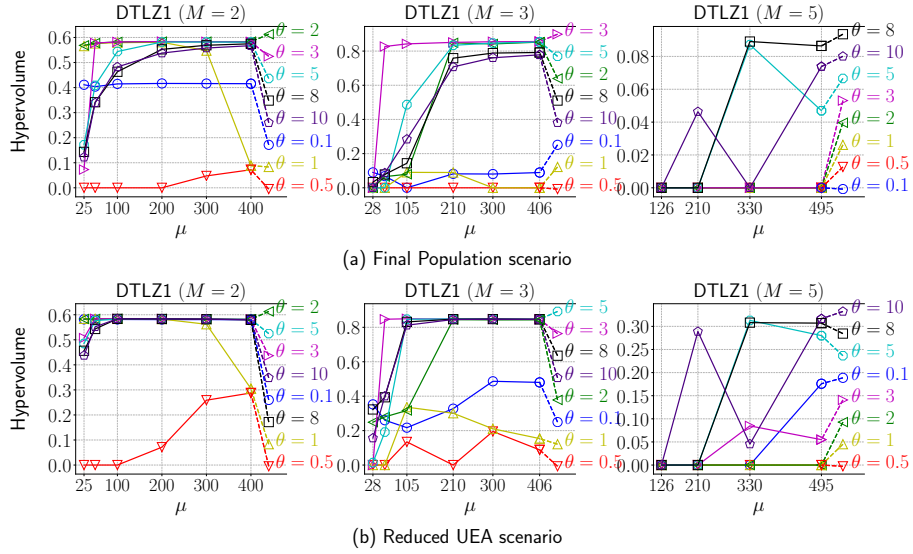 DTLZ1 (M = 2)
0.6
0.5
0.4
0.3
0.2
0.1
0.0
Hypervolume
25
100
200
300
400
μ
θ = 2
θ = 3
θ = 5
θ = 8
θ = 10
θ = 0.1
θ = 1
θ = 0.5
DTLZ1 (M = 3)
0.8
0.6
0.4
0.2
0.0
28
105
210
300
406
μ
θ = 3
θ = 5
θ = 2
θ = 8
θ = 10
θ = 0.1
θ = 1
θ = 0.5
DTLZ1 (M = 5)
0.08
0.06
0.04
0.02
0.00
126
210
330
495
μ
θ = 8
θ = 10
θ = 5
θ = 3
θ = 2
θ = 1
θ = 0.5
θ = 0.1
(a) Final Population scenario
DTLZ1 (M = 2)
0.6
0.5
0.4
0.3
0.2
0.1
0.0
Hypervolume
25
100
200
300
400
μ
θ = 2
θ = 5
θ = 3
θ = 10
θ = 0.1
θ = 8
θ = 1
θ = 0.5
DTLZ1 (M = 3)
0.8
0.6
0.4
0.2
0.0
28
105
210
300
406
μ
θ = 5
θ = 3
θ = 8
θ = 10
θ = 2
θ = 0.1
θ = 1
θ = 0.5
DTLZ1 (M = 5)
0.30
0.25
0.20
0.15
0.10
0.05
0.00
126
210
330
495
μ
θ = 10
θ = 8
θ = 5
θ = 0.1
θ = 3
θ = 2
θ = 1
θ = 0.5
(b) Reduced UEA scenario